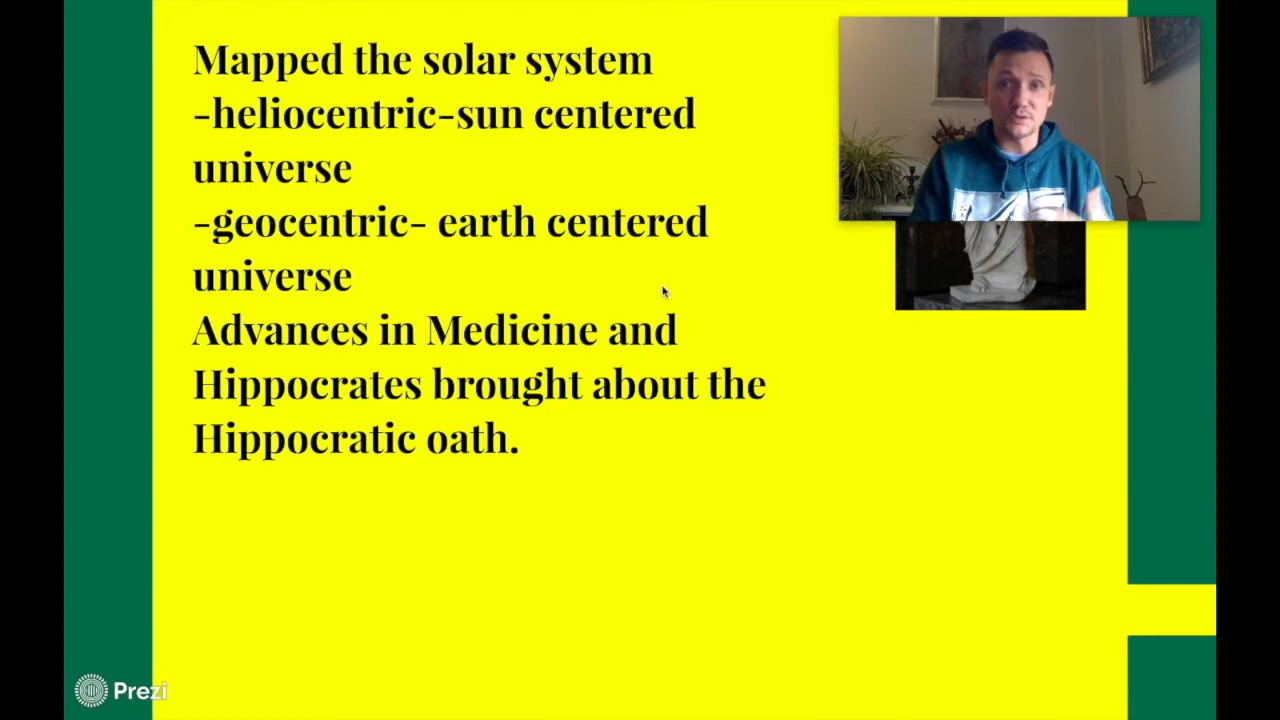 Mapped the solar system
-heliocentric-sun centered
universe
-geocentric- earth centered
universe
Advances in Medicine and
Hippocrates brought about the
Hippocratic oath.
Prezi